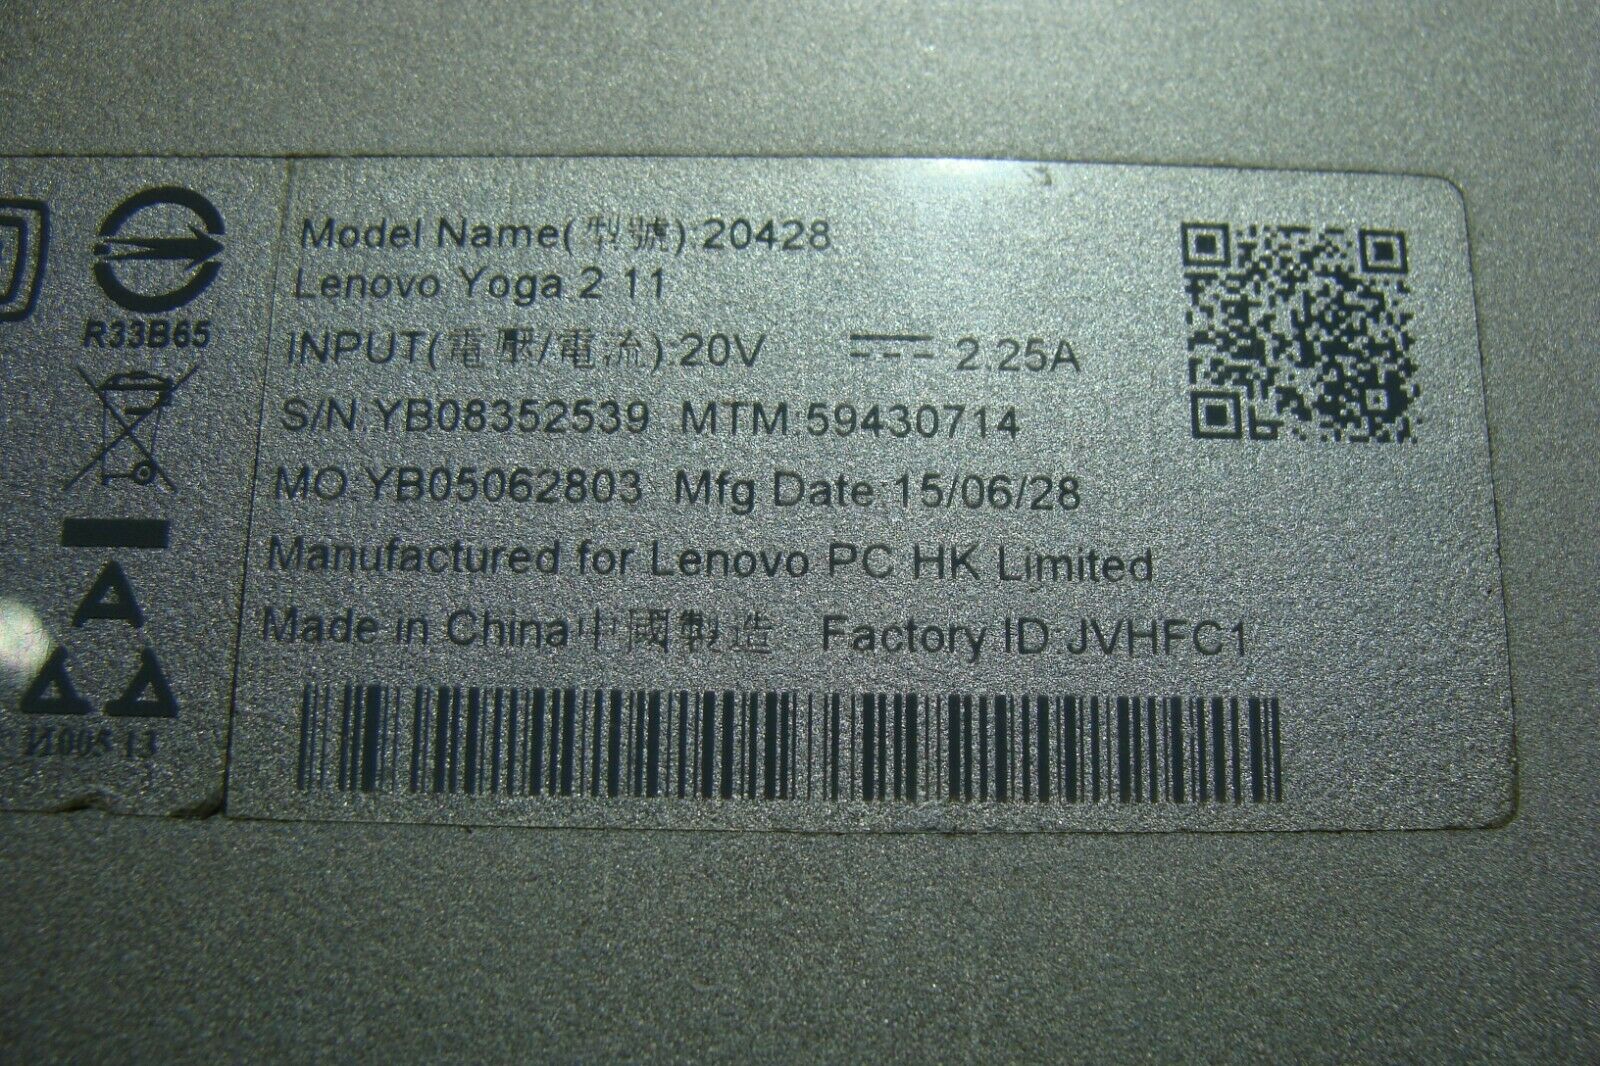 R33B65
Model Name(型號):20428
Lenovo Yoga 2 11
INPUT(電壓/電流):20V 2.25A
S/N:YB08352539 MTM:59430714
MO:YB05062803 Mfg Date:15/06/28
Manufactured for Lenovo PC HK Limited
Made in China中國製造 Factory ID:JVHFC1